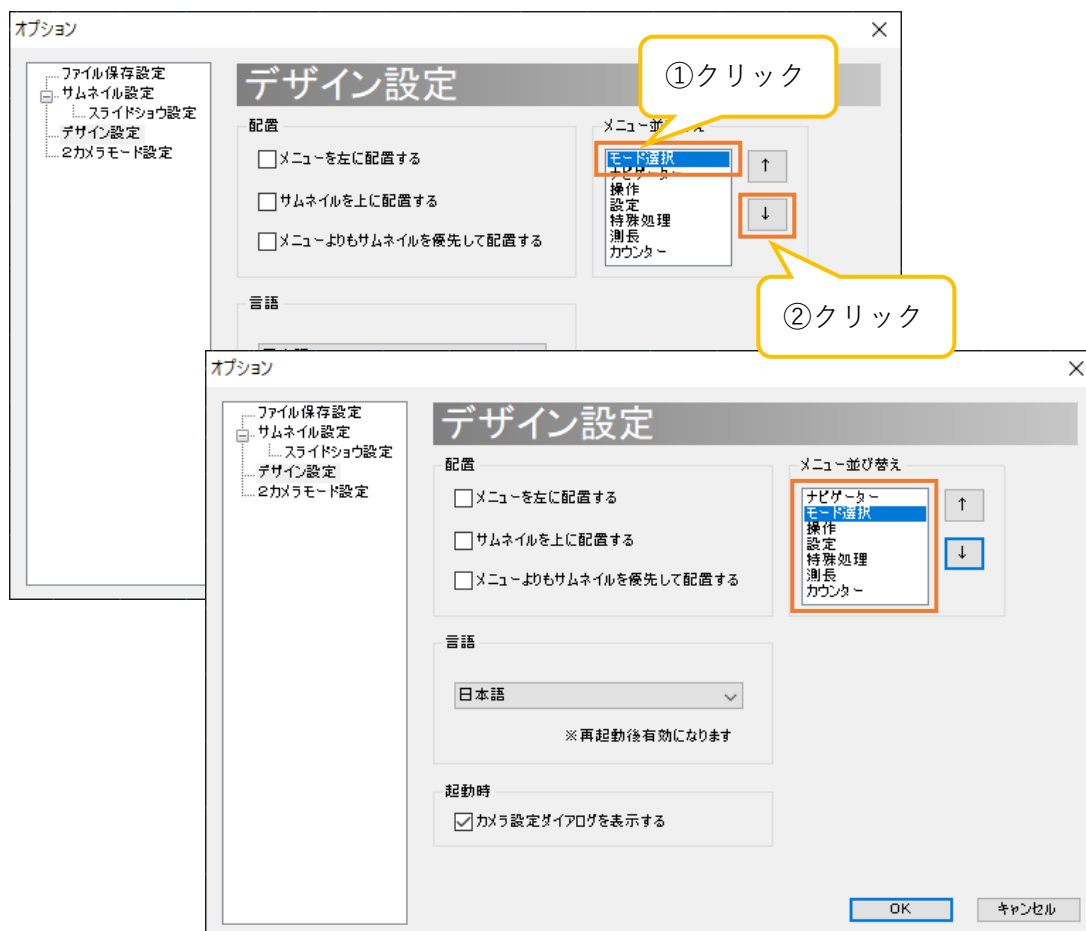 オプション
ファイル保存設定
サムネイル設定
スライドショウ設定
デザイン設定
2カメラモード設定
デザイン設定
①クリック
配置
メニューを左に配置する
サムネイルを上に配置する
メニューよりもサムネイルを優先して配置する
メニュー並び替え
モード選択
ナビゲーター
操作
設定
特殊処理
測長
カウンター
↑
↓
②クリック
言語
オプション
ファイル保存設定
サムネイル設定
スライドショウ設定
デザイン設定
2カメラモード設定
デザイン設定
配置
メニューを左に配置する
サムネイルを上に配置する
メニューよりもサムネイルを優先して配置する
メニュー並び替え
ナビゲーター
モード選択
操作
設定
特殊処理
測長
カウンター
↑
↓
言語
日本語
※再起動後有効になります
起動時
カメラ設定ダイアログを表示する
OK
キャンセル